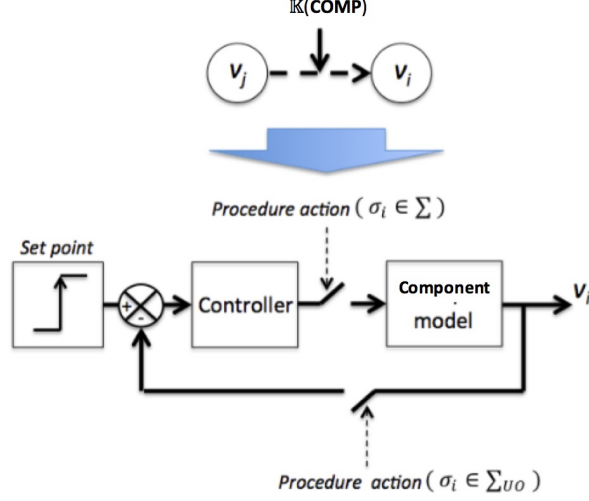 𝕂(COMP)
v_j
v_i
Procedure action ( σ_i ∈ Σ )
Set point
+
-
Controller
Component
model
v_i
Procedure action ( σ_i ∈ Σ_UO )